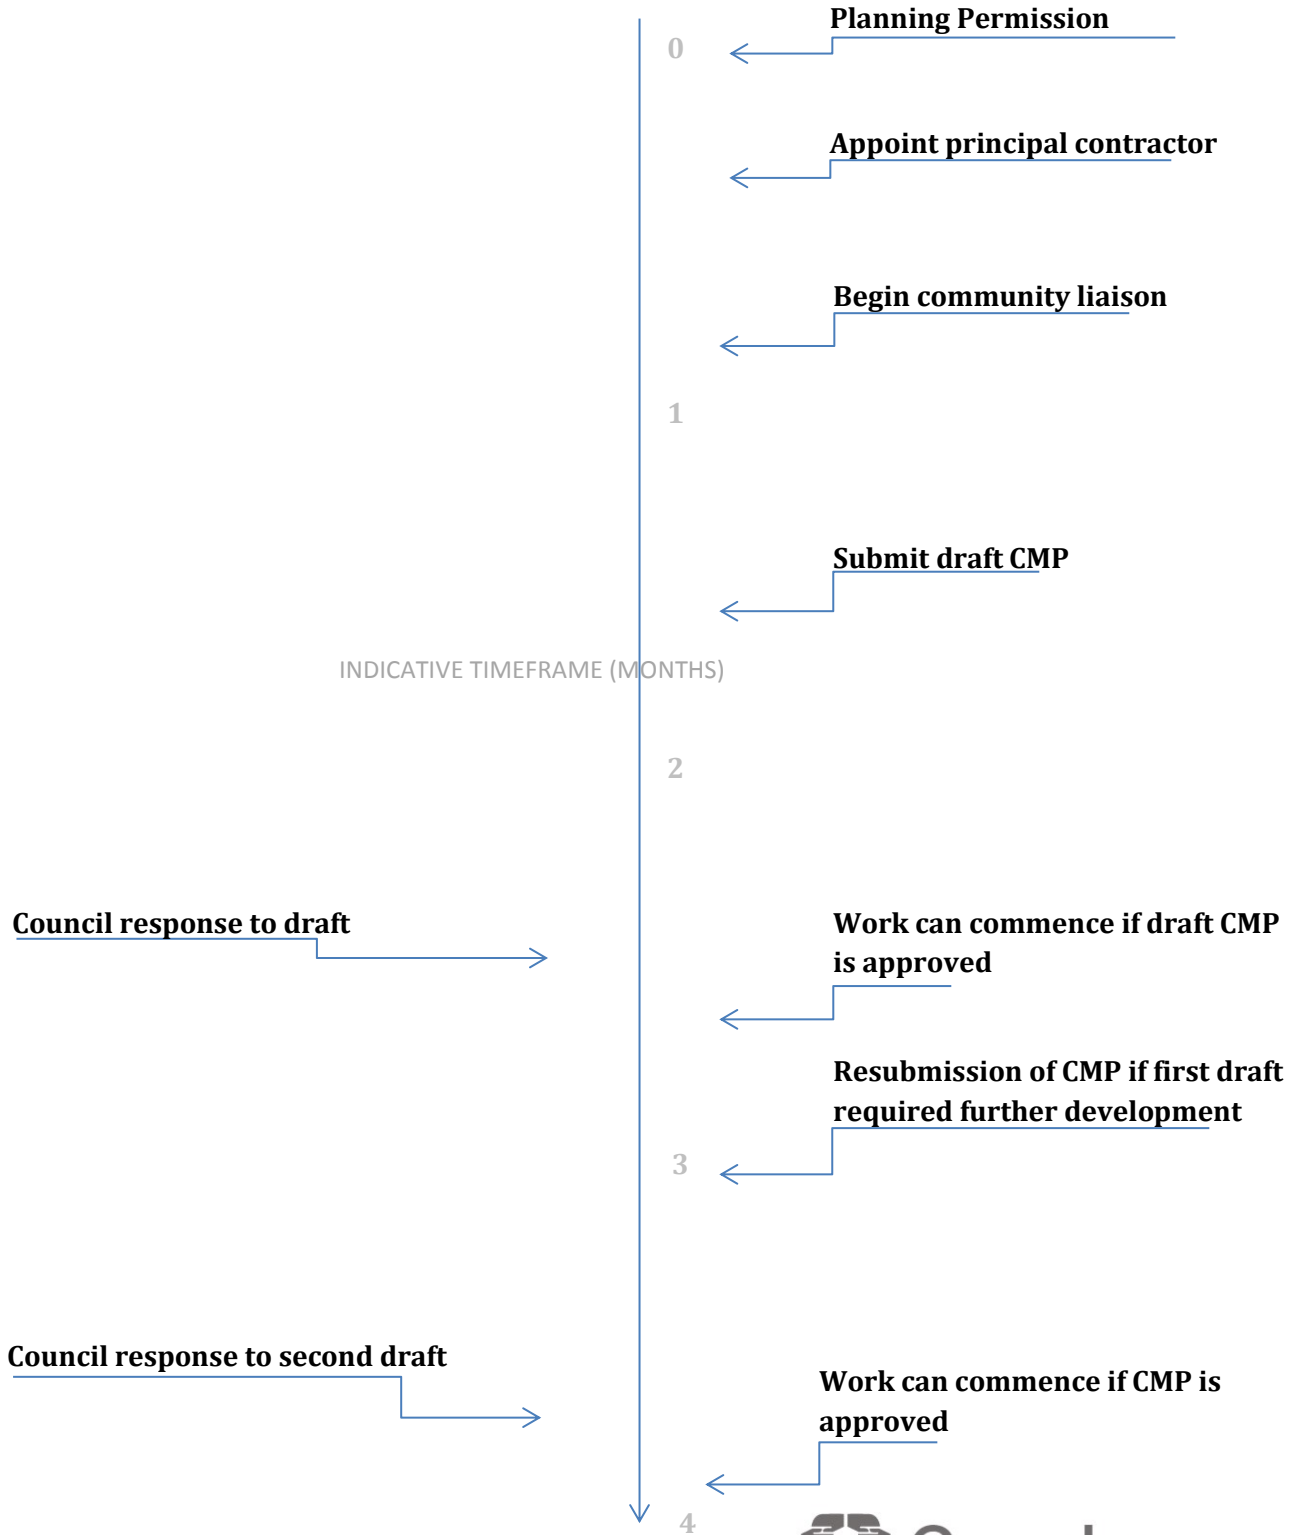 Planning Permission
0
Appoint principal contractor
Begin community liaison
1
Submit draft CMP
INDICATIVE TIMEFRAME (MONTHS)
2
Council response to draft
Work can commence if draft CMP
is approved
Resubmission of CMP if first draft
required further development
3
Council response to second draft
Work can commence if CMP is
approved
4